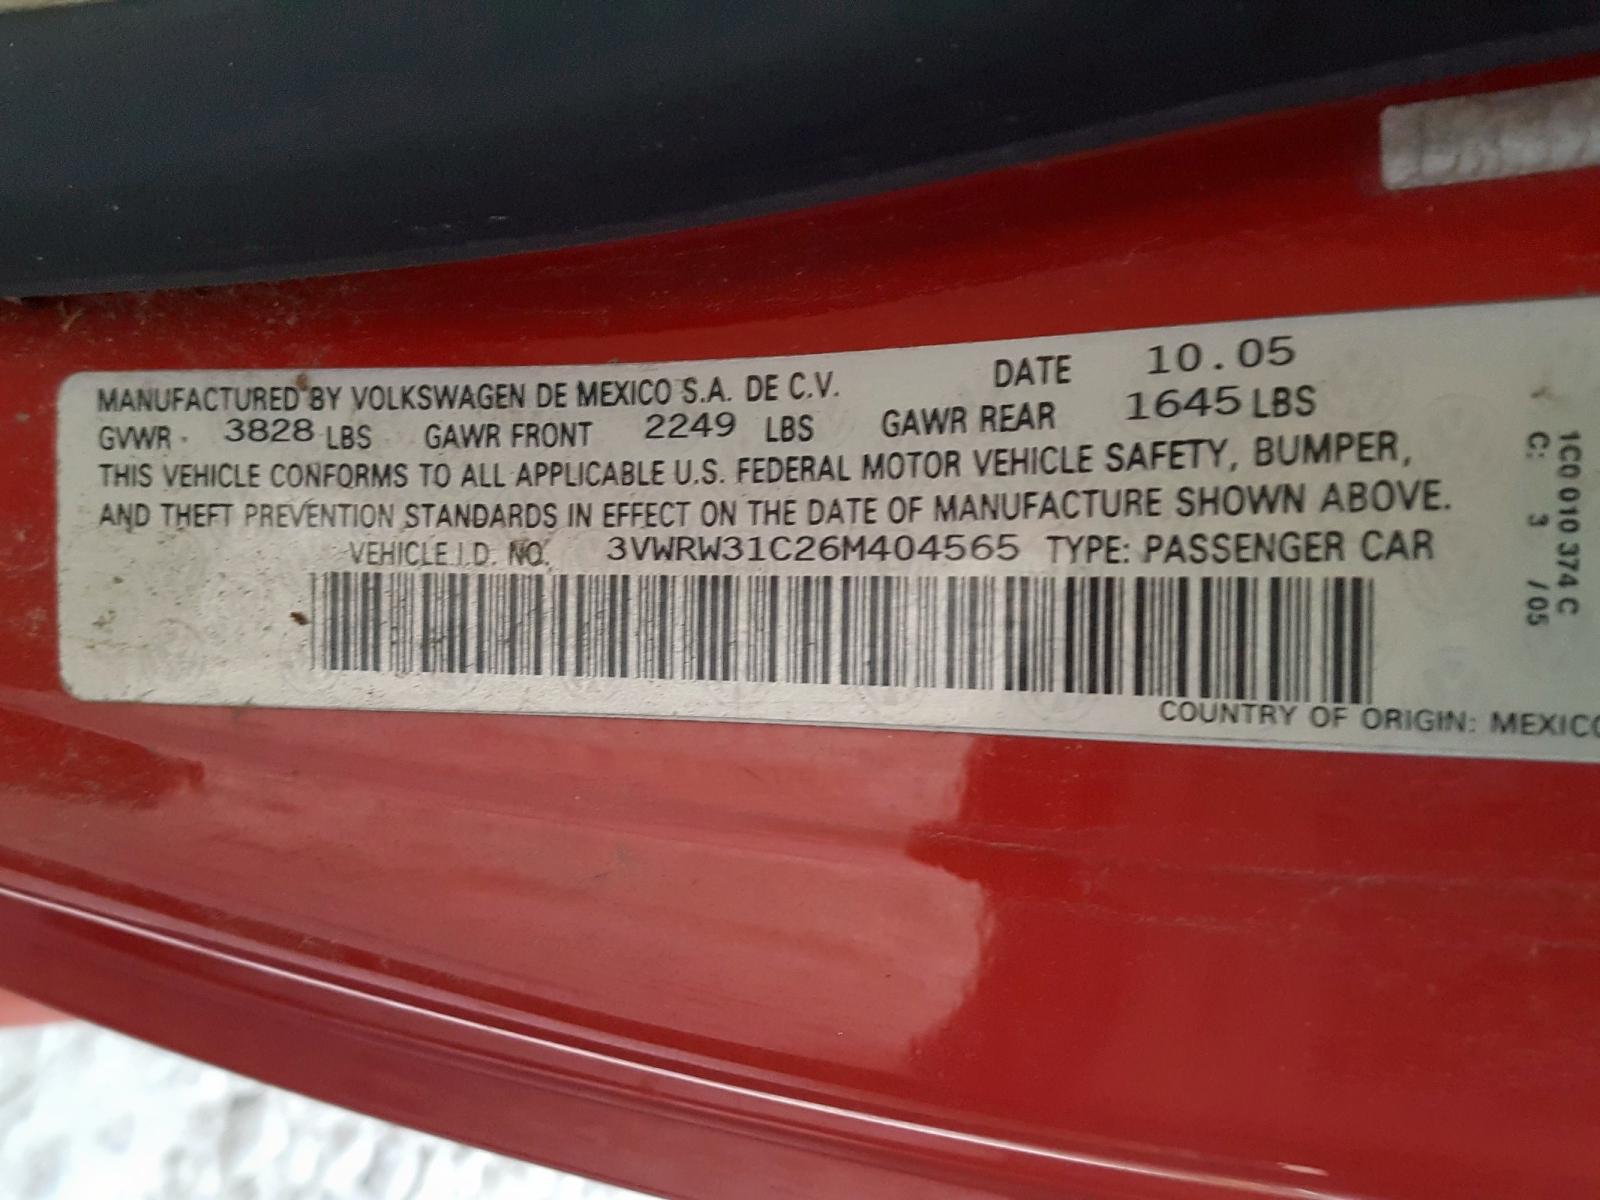 MANUFACTURED BY VOLKSWAGEN DE MEXICO S.A. DE C.V. DATE 10.05
GVWR 3828 LBS GAWR FRONT 2249 LBS GAWR REAR 1645 LBS
THIS VEHICLE CONFORMS TO ALL APPLICABLE U.S. FEDERAL MOTOR VEHICLE SAFETY, BUMPER,
AND THEFT PREVENTION STANDARDS IN EFFECT ON THE DATE OF MANUFACTURE SHOWN ABOVE.
VEHICLE I.D. NO. 3VWRW31C26M404565 TYPE: PASSENGER CAR
COUNTRY OF ORIGIN: MEXICO
1C0 010 374 C
C: 3 /05